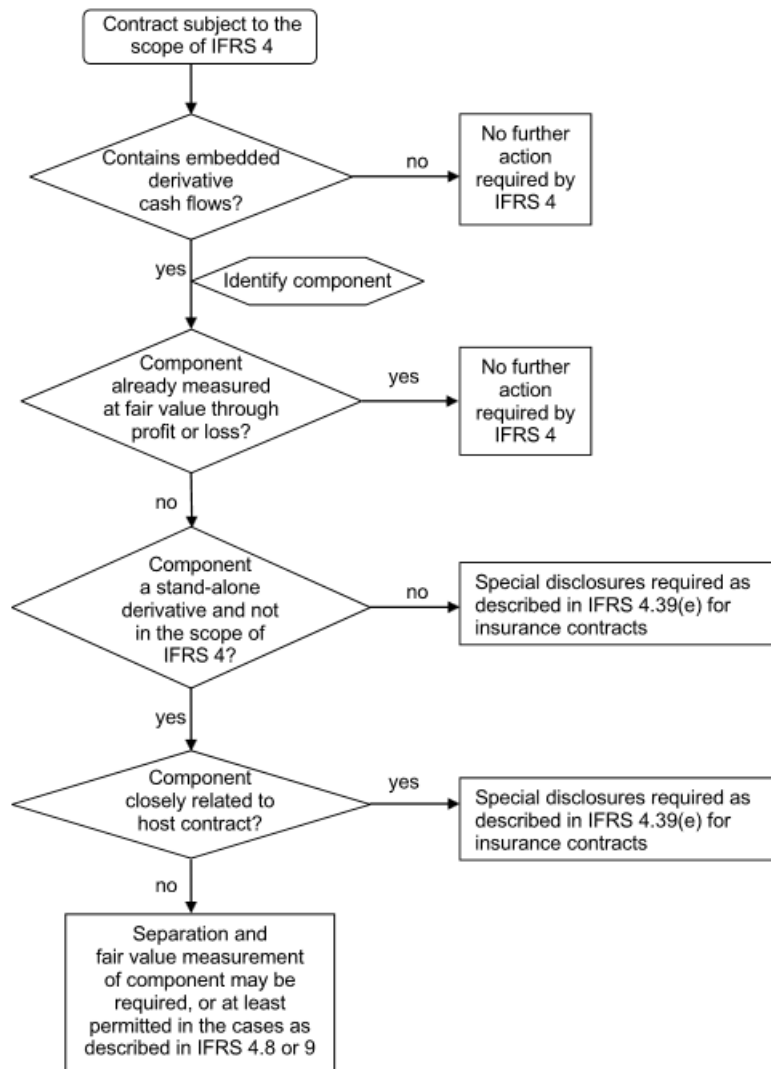 Contract subject to the
scope of IFRS 4
Contains embedded
derivative
cash flows?
no
No further
action
required by
IFRS 4
yes
Identify component
Component
already measured
at fair value through
profit or loss?
yes
No further
action
required by
IFRS 4
no
Component
a stand-alone
derivative and not
in the scope of
IFRS 4?
no
Special disclosures required as
described in IFRS 4.39(e) for
insurance contracts
yes
Component
closely related to
host contract?
yes
Special disclosures required as
described in IFRS 4.39(e) for
insurance contracts
no
Separation and
fair value measurement
of component may be
required, or at least
permitted in the cases as
described in IFRS 4.8 or 9